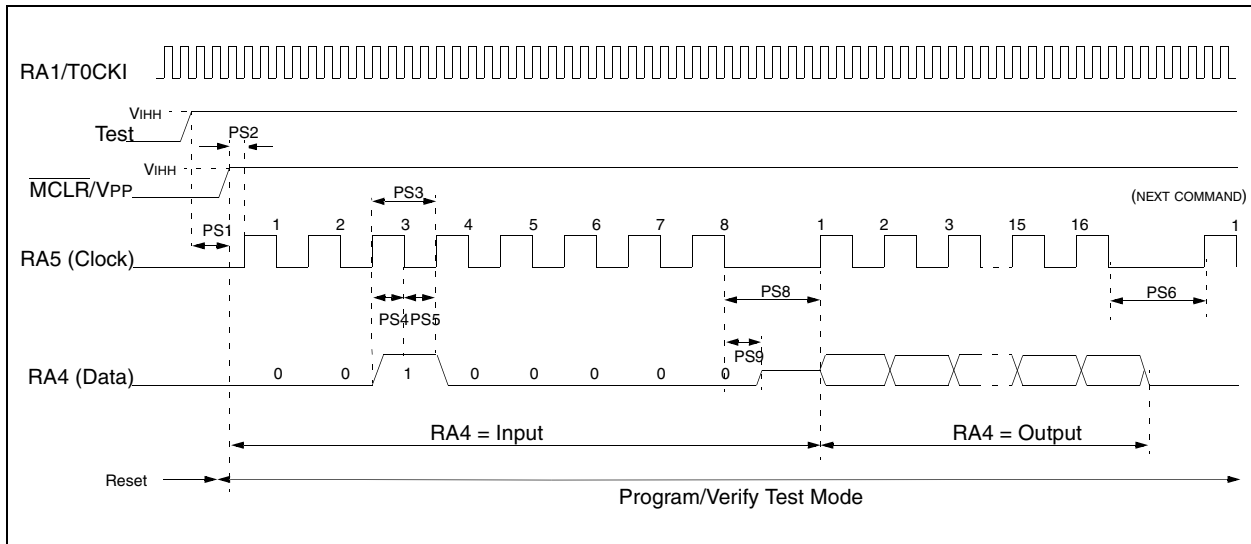 RA1/T0CKI
VIHH
Test
PS2
VIHH
MCLR/VPP
PS3
(NEXT COMMAND)
PS1
1 2 3 4 5 6 7 8 1 2 3 15 16 1
RA5 (Clock)
PS8
PS6
PS4 PS5
PS9
RA4 (Data)
0 0 1 0 0 0 0 0
RA4 = Input
RA4 = Output
Reset
Program/Verify Test Mode